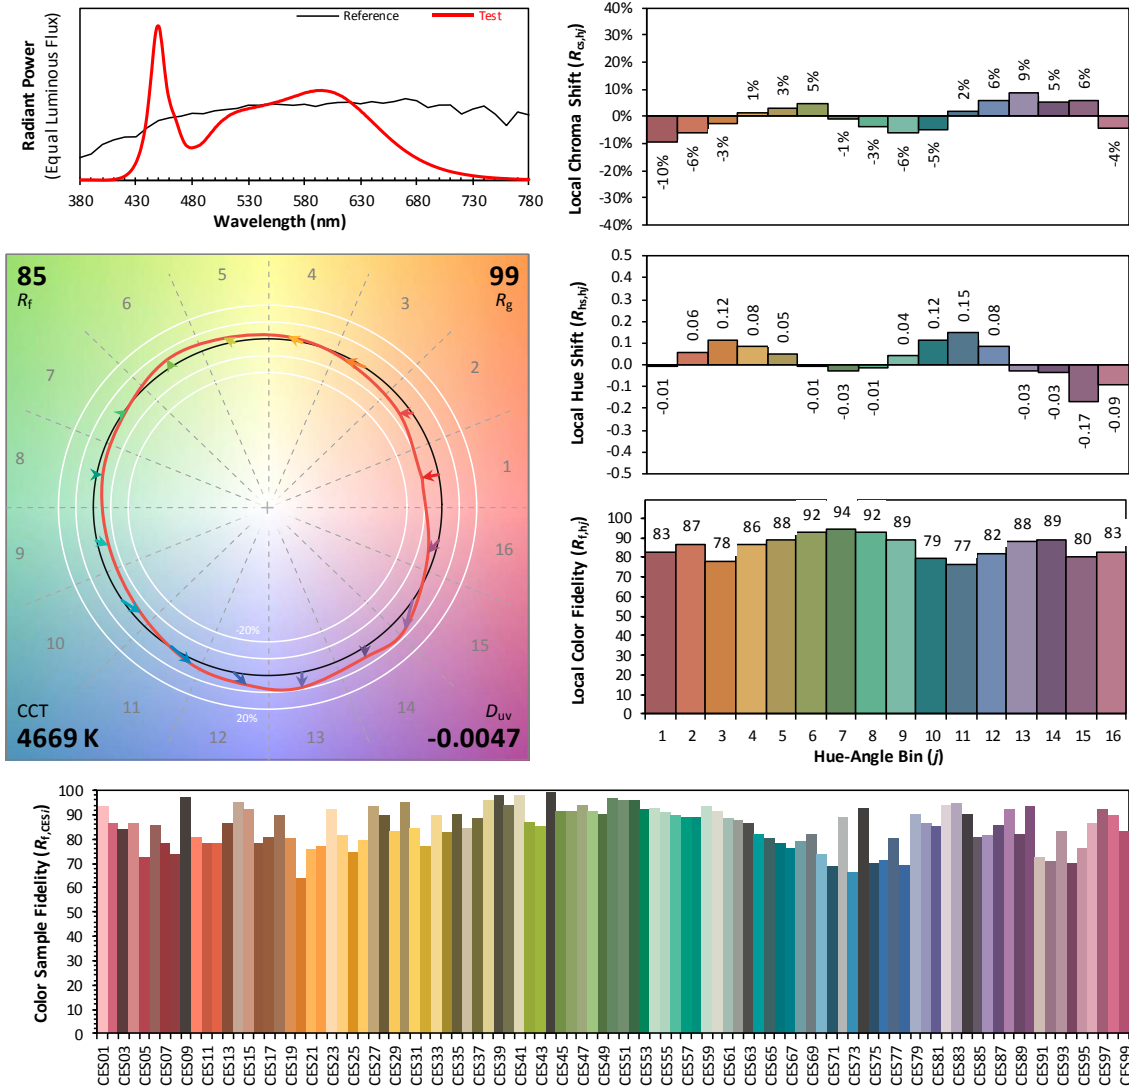 Reference
Test
Radiant Power
(Equal Luminous Flux)
380 430 480 530 580 630 680 730 780
Wavelength (nm)
Local Chroma Shift (Rcs,hj)
40%
30%
20%
10%
0%
-10%
-20%
-30%
-40%
-10% -6% -3% 1% 3% 5% -1% -3% -6% -5% 2% 6% 9% 5% 6% -4%
85
Rf
99
Rg
5 4
6 3
7 2
8 1
9 16
10 15
11 14
12 13
-20%
20%
CCT
4669 K
Duv
-0.0047
Local Hue Shift (Rhs,hj)
0.5
0.4
0.3
0.2
0.1
0.0
-0.1
-0.2
-0.3
-0.4
-0.5
-0.01 0.06 0.12 0.08 0.05 -0.01 -0.03 -0.01 0.04 0.12 0.15 0.08 -0.03 -0.03 -0.17 -0.09
Local Color Fidelity (Rf,hj)
100
90
80
70
60
50
40
30
20
10
0
83 87 78 86 88 92 94 92 89 79 77 82 88 89 80 83
1 2 3 4 5 6 7 8 9 10 11 12 13 14 15 16
Hue-Angle Bin (j)
Color Sample Fidelity (Rf,CESi)
100
90
80
70
60
50
40
30
20
10
0
CES01 CES03 CES05 CES07 CES09 CES11 CES13 CES15 CES17 CES19 CES21 CES23 CES25 CES27 CES29 CES31 CES33 CES35 CES37 CES39 CES41 CES43 CES45 CES47 CES49 CES51 CES53 CES55 CES57 CES59 CES61 CES63 CES65 CES67 CES69 CES71 CES73 CES75 CES77 CES79 CES81 CES83 CES85 CES87 CES89 CES91 CES93 CES95 CES97 CES99